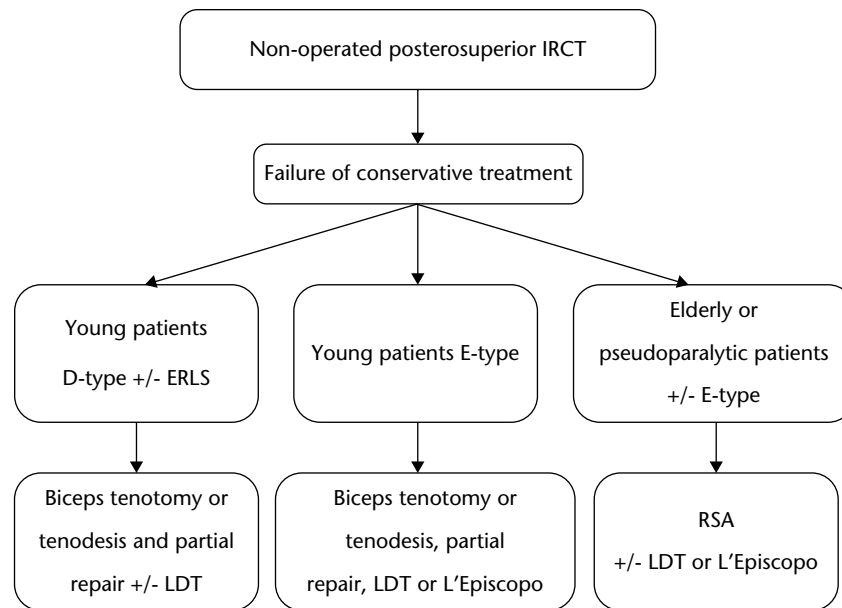 Non-operated posterosuperior IRCT
Failure of conservative treatment
Young patients
D-type +/- ERLS
Young patients E-type
Elderly or
pseudoparalytic patients
+/- E-type
Biceps tenotomy or
tenodesis and partial
repair +/- LDT
Biceps tenotomy or
tenodesis, partial
repair, LDT or L’Episcopo
RSA
+/- LDT or L’Episcopo